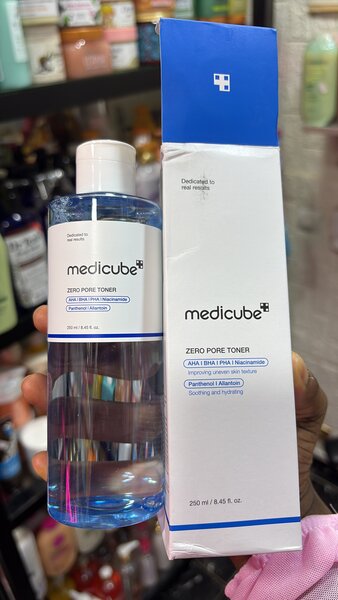 Dedicated to
real results
medicube
ZERO PORE TONER
AHA | BHA | PHA | Niacinamide
Panthenol | Allantoin
250 ml / 8.45 fl. oz.
Dedicated to
real results
medicube
ZERO PORE TONER
AHA | BHA | PHA | Niacinamide
Improving uneven skin texture
Panthenol | Allantoin
Soothing and hydrating
250 ml / 8.45 fl. oz.